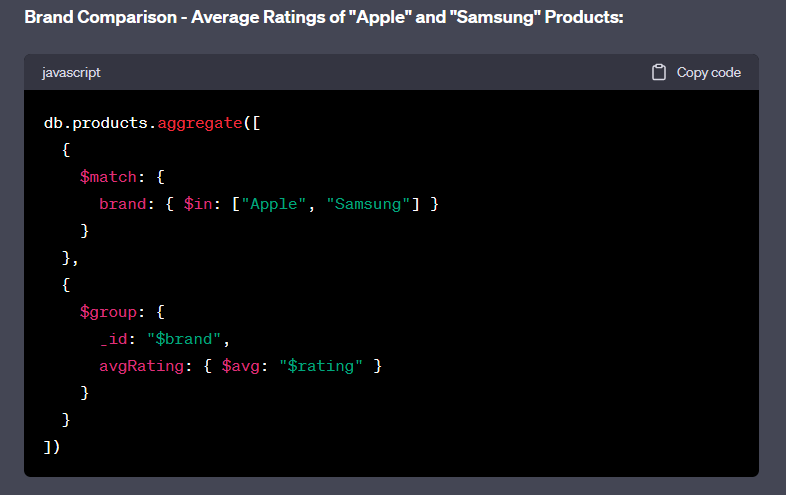 Brand Comparison - Average Ratings of "Apple" and "Samsung" Products:
javascript
Copy code
db.products.aggregate([
  {
    $match: {
      brand: { $in: ["Apple", "Samsung"] }
    }
  },
  {
    $group: {
      _id: "$brand",
      avgRating: { $avg: "$rating" }
    }
  }
])